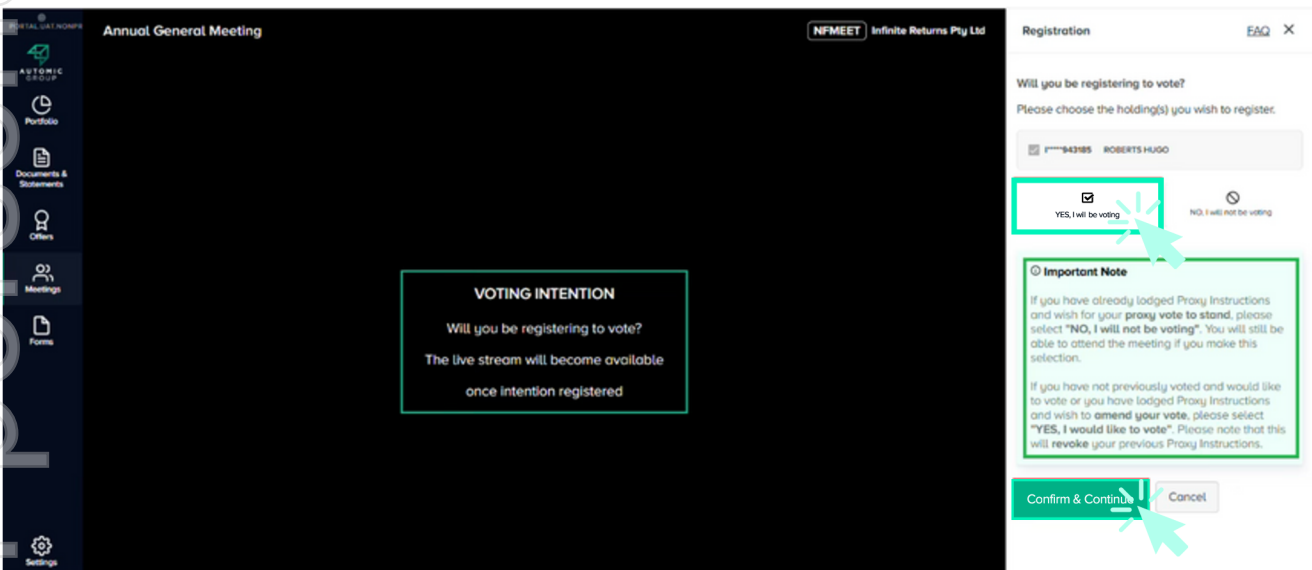 PORTAL.UAT.NONPR
Annual General Meeting
NFMEET Infinite Returns Pty Ltd
Registration
FAQ
AUTOMIC
GROUP
Portfolio
Documents &
Statements
Offers
Meetings
Forms
Settings
VOTING INTENTION
Will you be registering to vote?
The live stream will become available
once intention registered
Will you be registering to vote?
Please choose the holding(s) you wish to register.
I****943185 ROBERTS HUGO
YES, I will be voting
NO, I will not be voting
Important Note
If you have already lodged Proxy Instructions
and wish for your proxy vote to stand, please
select "NO, I will not be voting". You will still be
able to attend the meeting if you make this
selection.
If you have not previously voted and would like
to vote or you have lodged Proxy Instructions
and wish to amend your vote, please select
"YES, I would like to vote". Please note that this
will revoke your previous Proxy Instructions.
Confirm & Continue
Cancel